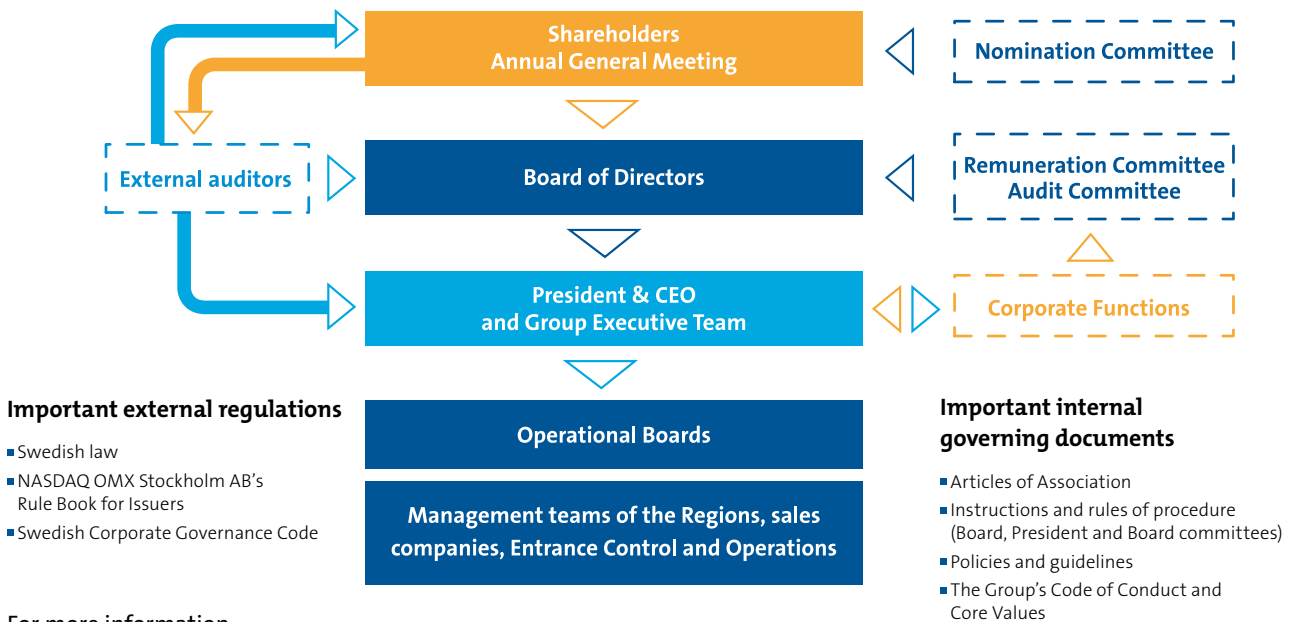 Shareholders
Annual General Meeting
Nomination Committee
External auditors
Board of Directors
Remuneration Committee
Audit Committee
President & CEO
and Group Executive Team
Corporate Functions
Important external regulations
Swedish law
NASDAQ OMX Stockholm AB's
Rule Book for Issuers
Swedish Corporate Governance Code
Operational Boards
Management teams of the Regions, sales
companies, Entrance Control and Operations
Important internal
governing documents
Articles of Association
Instructions and rules of procedure
(Board, President and Board committees)
Policies and guidelines
The Group's Code of Conduct and
Core Values
For more information